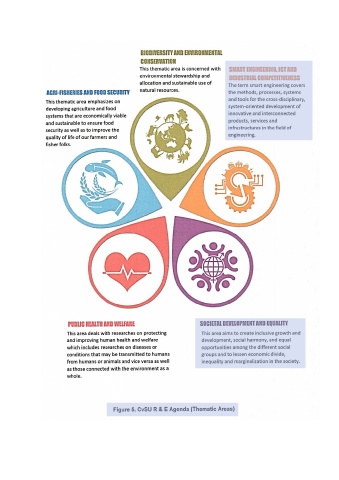 BIODIVERSITY AND ENVIRONMENTAL
CONSERVATION
This thematic area is concerned with
environmental stewardship and
allocation and sustainable use of
natural resources.
SMART ENGINEERING, ICT AND
INDUSTRIAL COMPETITIVENESS
The term smart engineering covers
the methods, processes, systems
and tools for the cross-disciplinary,
system-oriented development of
innovative and interconnected
products, services and
infrastructures in the field of
engineering.
AGRI-FISHERIES AND FOOD SECURITY
This thematic area emphasizes on
developing agriculture and food
systems that are economically viable
and sustainable to ensure food
security as well as to improve the
quality of life of our farmers and
fisher folks.
PUBLIC HEALTH AND WELFARE
This area deals with researches on protecting
and improving human health and welfare
which includes researches on diseases or
conditions that may be transmitted to humans
from humans or animals and vice versa as well
as those connected with the environment as a
whole.
SOCIETAL DEVELOPMENT AND EQUALITY
This area aims to create inclusive growth and
development, social harmony, and equal
opportunities among the different social
groups and to lessen economic divide,
inequality and marginalization in the society.
Figure 5. CvSU R & E Agenda (Thematic Areas)